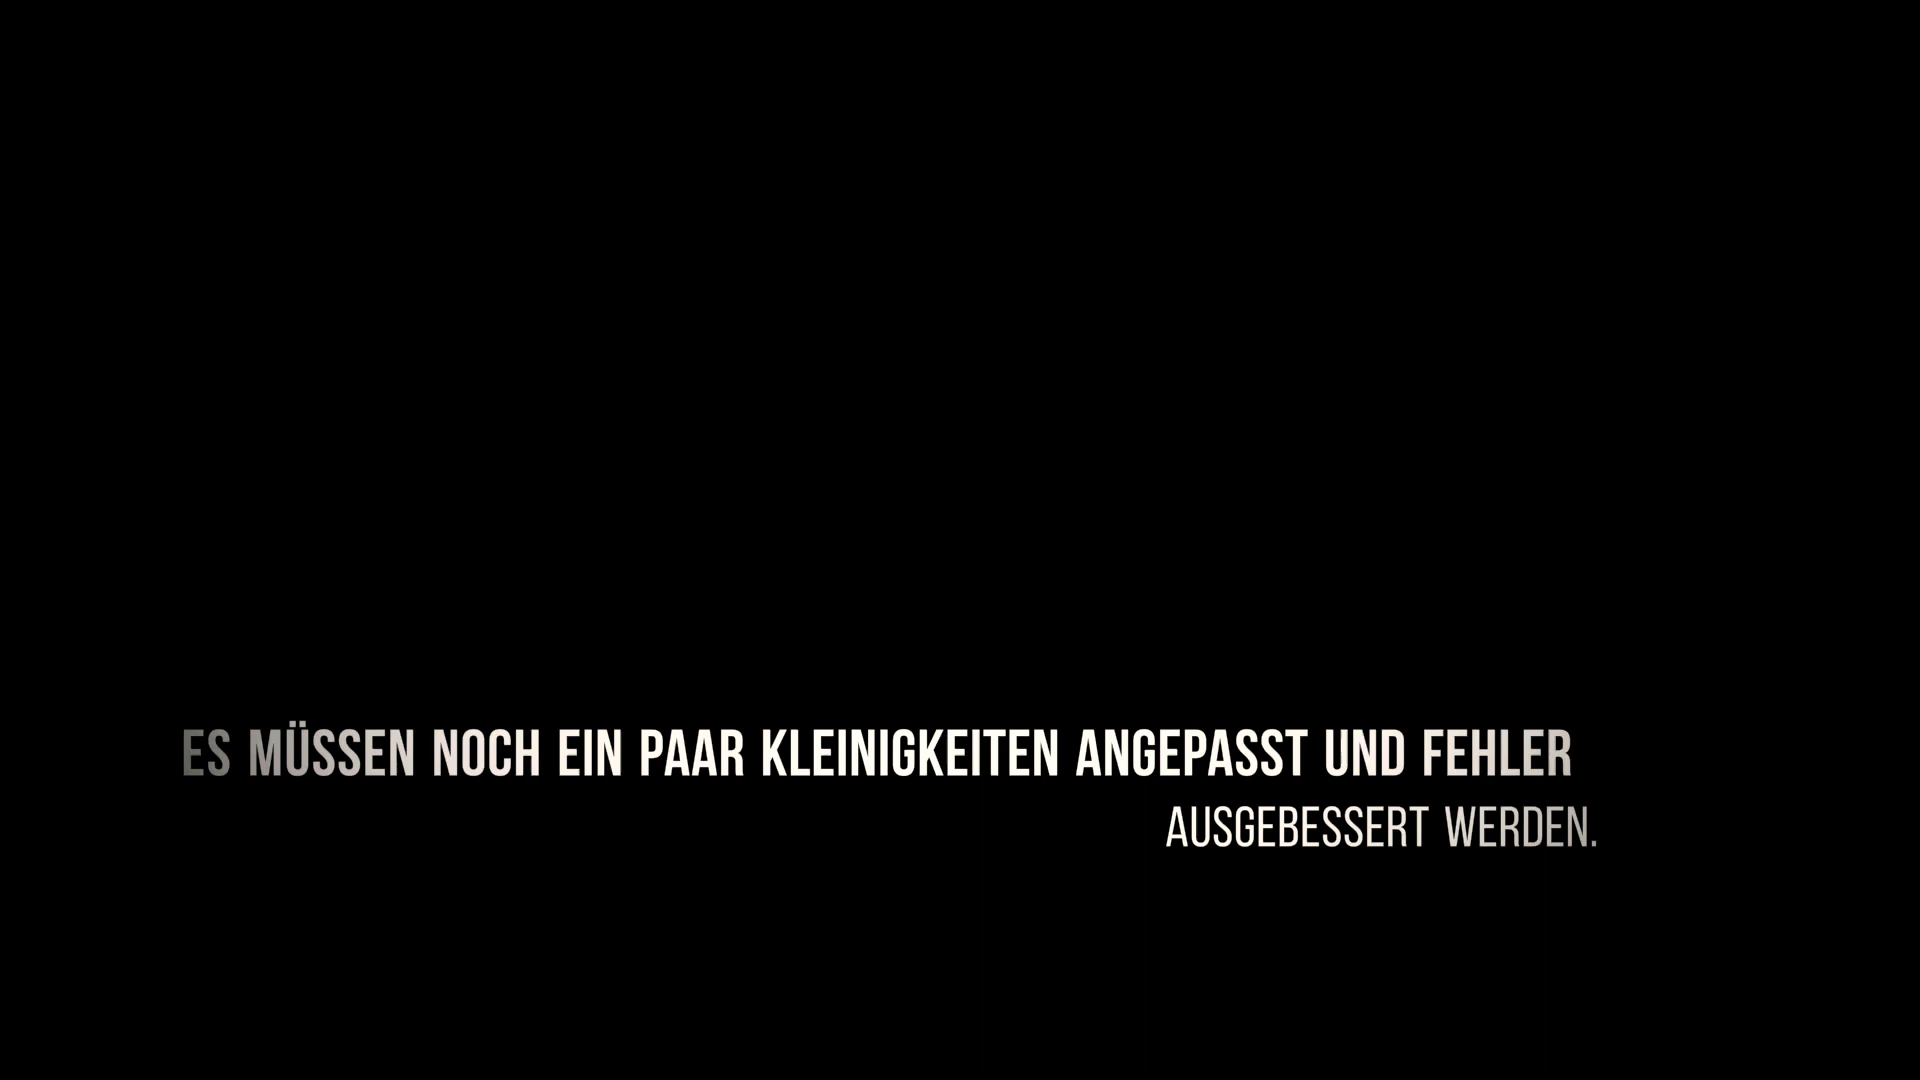 ES MÜSSEN NOCH EIN PAAR KLEINIGKEITEN ANGEPASST UND FEHLER
AUSGEBESSERT WERDEN.